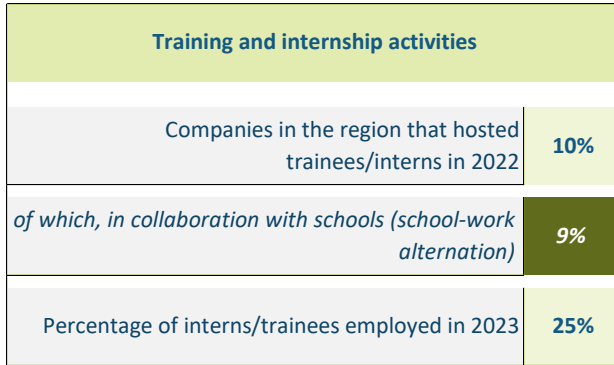 Training and internship activities
Companies in the region that hosted
trainees/interns in 2022
10%
of which, in collaboration with schools (school-work
alternation)
9%
Percentage of interns/trainees employed in 2023
25%